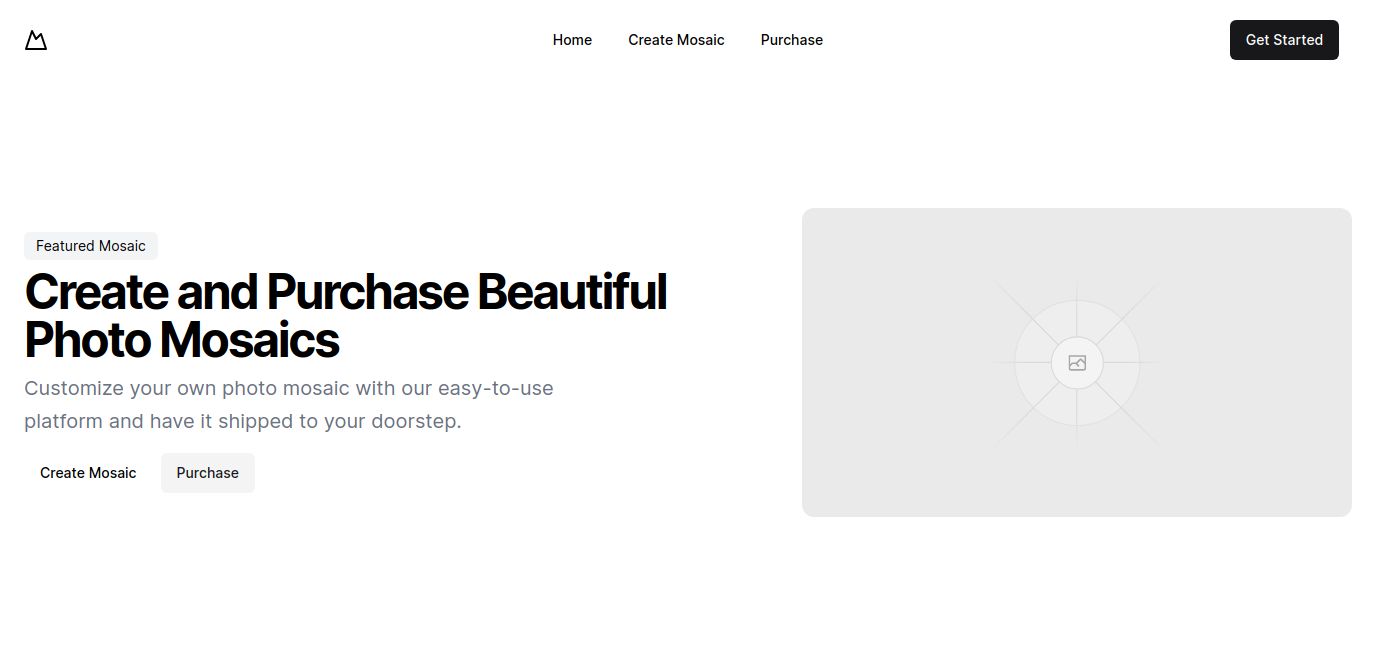 Home
Create Mosaic
Purchase
Get Started
Featured Mosaic
Create and Purchase Beautiful
Photo Mosaics
Customize your own photo mosaic with our easy-to-use
platform and have it shipped to your doorstep.
Create Mosaic
Purchase